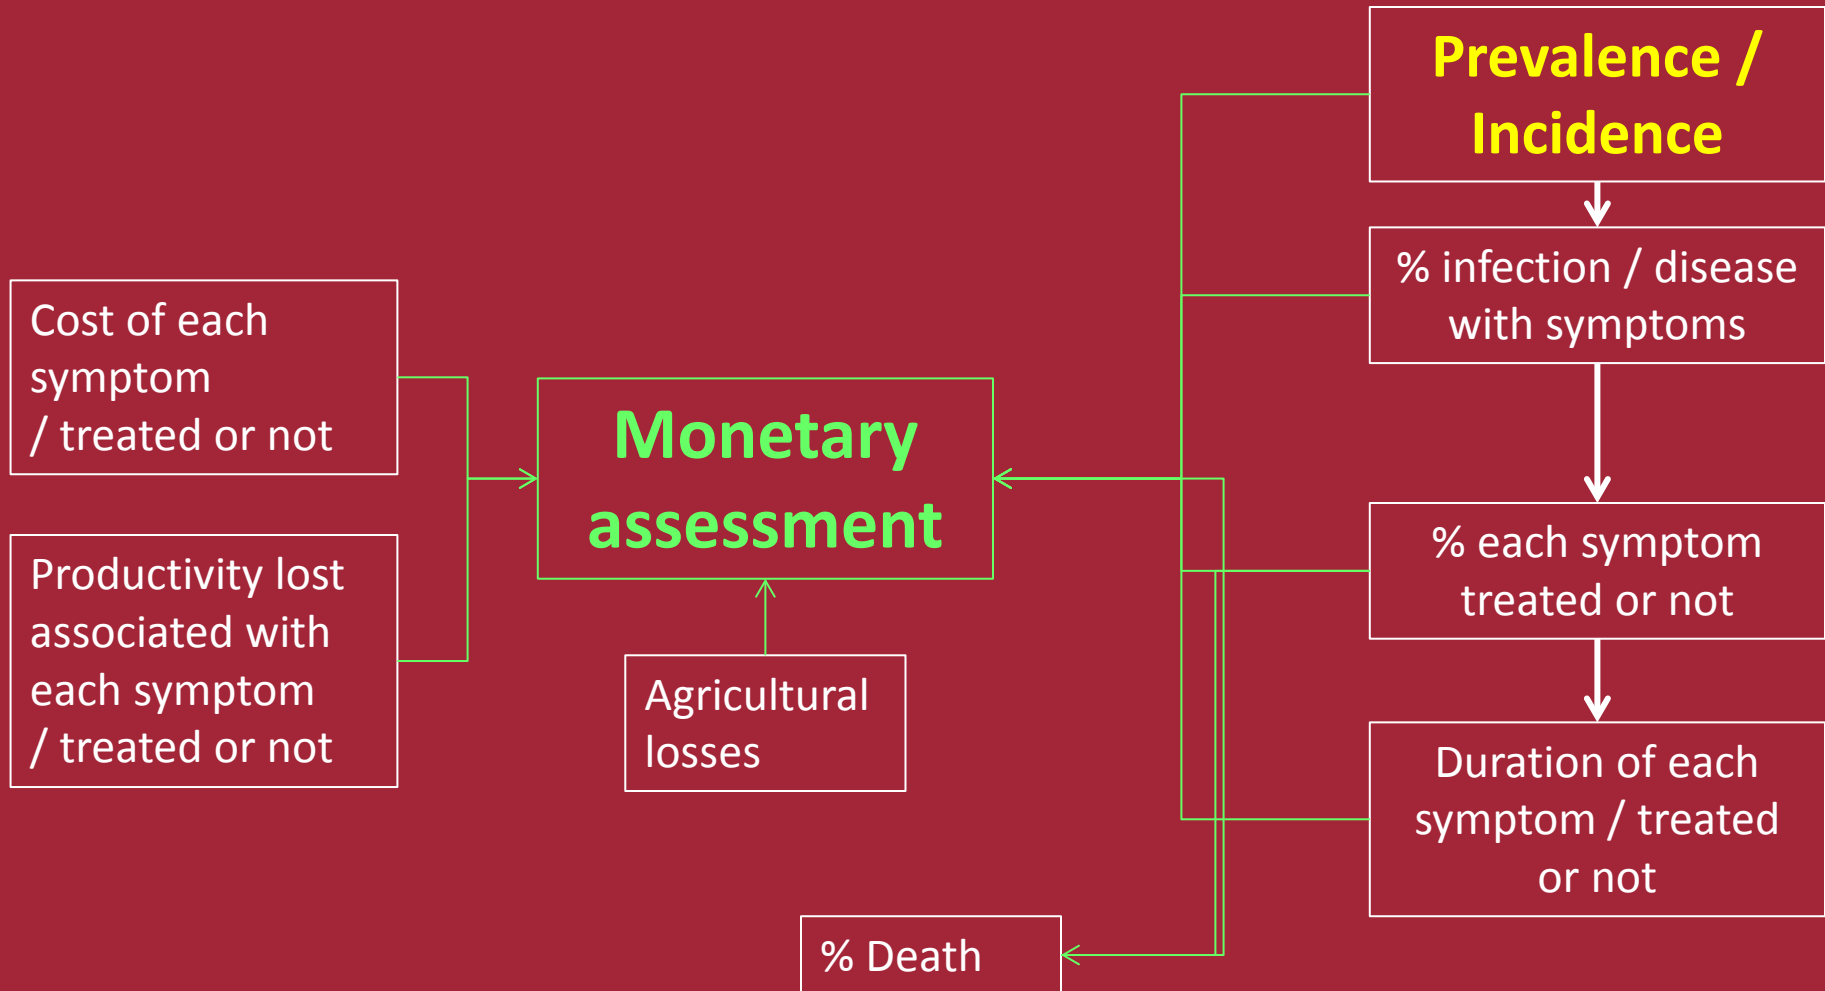 Prevalence /
Incidence
% infection / disease
with symptoms
Cost of each
symptom
/ treated or not
Monetary
assessment
% each symptom
treated or not
Productivity lost
associated with
each symptom
/ treated or not
Agricultural
losses
Duration of each
symptom / treated
or not
% Death